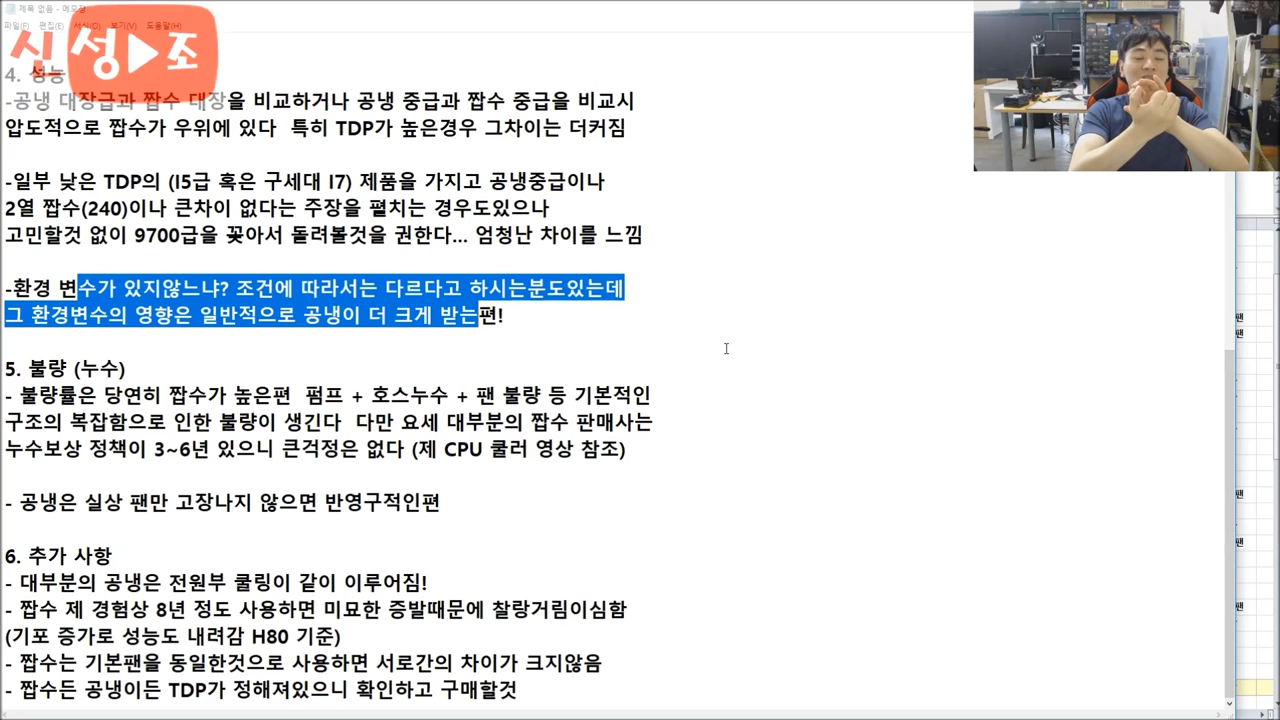 제목 없음 - 메모장
파일(F) 편집(E) 서식(O) 보기(V) 도움말(H)
신성조
4. 성능
-공냉 대장급과 짭수 대장을 비교하거나 공냉 중급과 짭수 중급을 비교시
압도적으로 짭수가 우위에 있다 특히 TDP가 높은경우 그차이는 더커짐
-일부 낮은 TDP의 (I5급 혹은 구세대 I7) 제품을 가지고 공냉중급이나
2열 짭수(240)이나 큰차이 없다는 주장을 펼치는 경우도있으나
고민할것 없이 9700급을 꽂아서 돌려볼것을 권한다... 엄청난 차이를 느낌
-환경 변수가 있지않느냐? 조건에 따라서는 다르다고 하시는분도있는데
그 환경변수의 영향은 일반적으로 공냉이 더 크게 받는편!
5. 불량 (누수)
- 불량률은 당연히 짭수가 높은편 펌프 + 호스누수 + 팬 불량 등 기본적인
구조의 복잡함으로 인한 불량이 생긴다 다만 요세 대부분의 짭수 판매사는
누수보상 정책이 3~6년 있으니 큰걱정은 없다 (제 CPU 쿨러 영상 참조)
- 공냉은 실상 팬만 고장나지 않으면 반영구적인편
6. 추가 사항
- 대부분의 공냉은 전원부 쿨링이 같이 이루어짐!
- 짭수 제 경험상 8년 정도 사용하면 미묘한 증발때문에 찰랑거림이심함
(기포 증가로 성능도 내려감 H80 기준)
- 짭수는 기본팬을 동일한것으로 사용하면 서로간의 차이가 크지않음
- 짭수든 공냉이든 TDP가 정해져있으니 확인하고 구매할것
팬
팬
팬
팬
팬